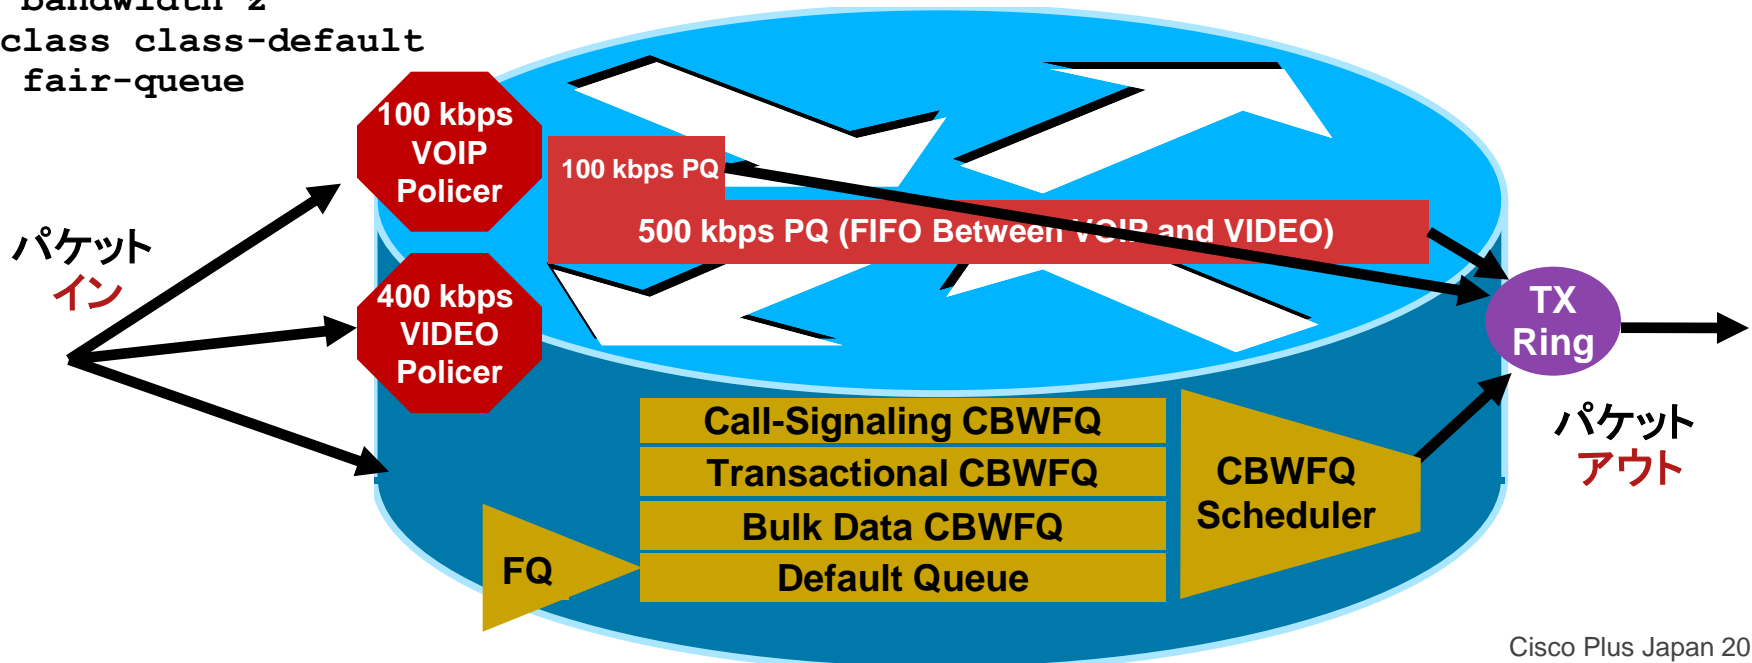 bandwidth z
class class-default
fair-queue
100 kbps
VOIP
Policer
100 kbps PQ
500 kbps PQ (FIFO Between VOIP and VIDEO)
パケット
イン
400 kbps
VIDEO
Policer
TX
Ring
パケット
アウト
Call-Signaling CBWFQ
Transactional CBWFQ
Bulk Data CBWFQ
Default Queue
CBWFQ
Scheduler
FQ
Cisco Plus Japan 20